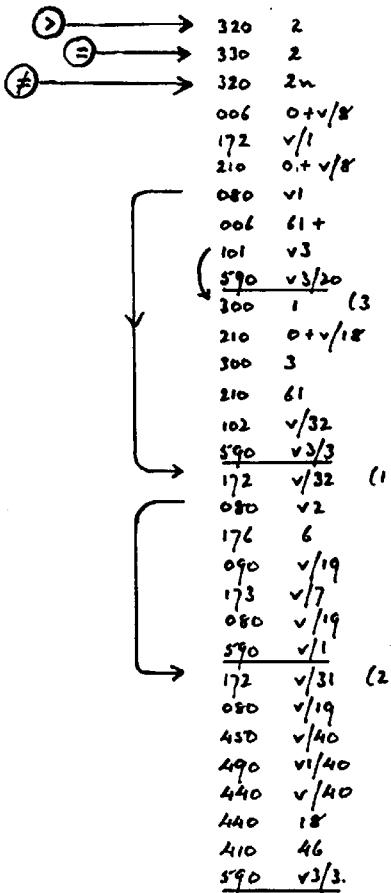 > 320 2
= 330 2
≠ 320 2n
006 0+v/8
172 v/1
210 0+v/8
080 v1
006 61+
101 v3
590 v3/20
300 1 (3
210 0+v/18
300 3
210 61
102 v/32
590 v3/3
172 v/32 (1
080 v2
176 6
090 v/19
173 v/7
080 v/19
590 v/1
172 v/31 (2
080 v/19
450 v/40
490 v1/40
440 v/40
440 18
410 46
590 v3/3.